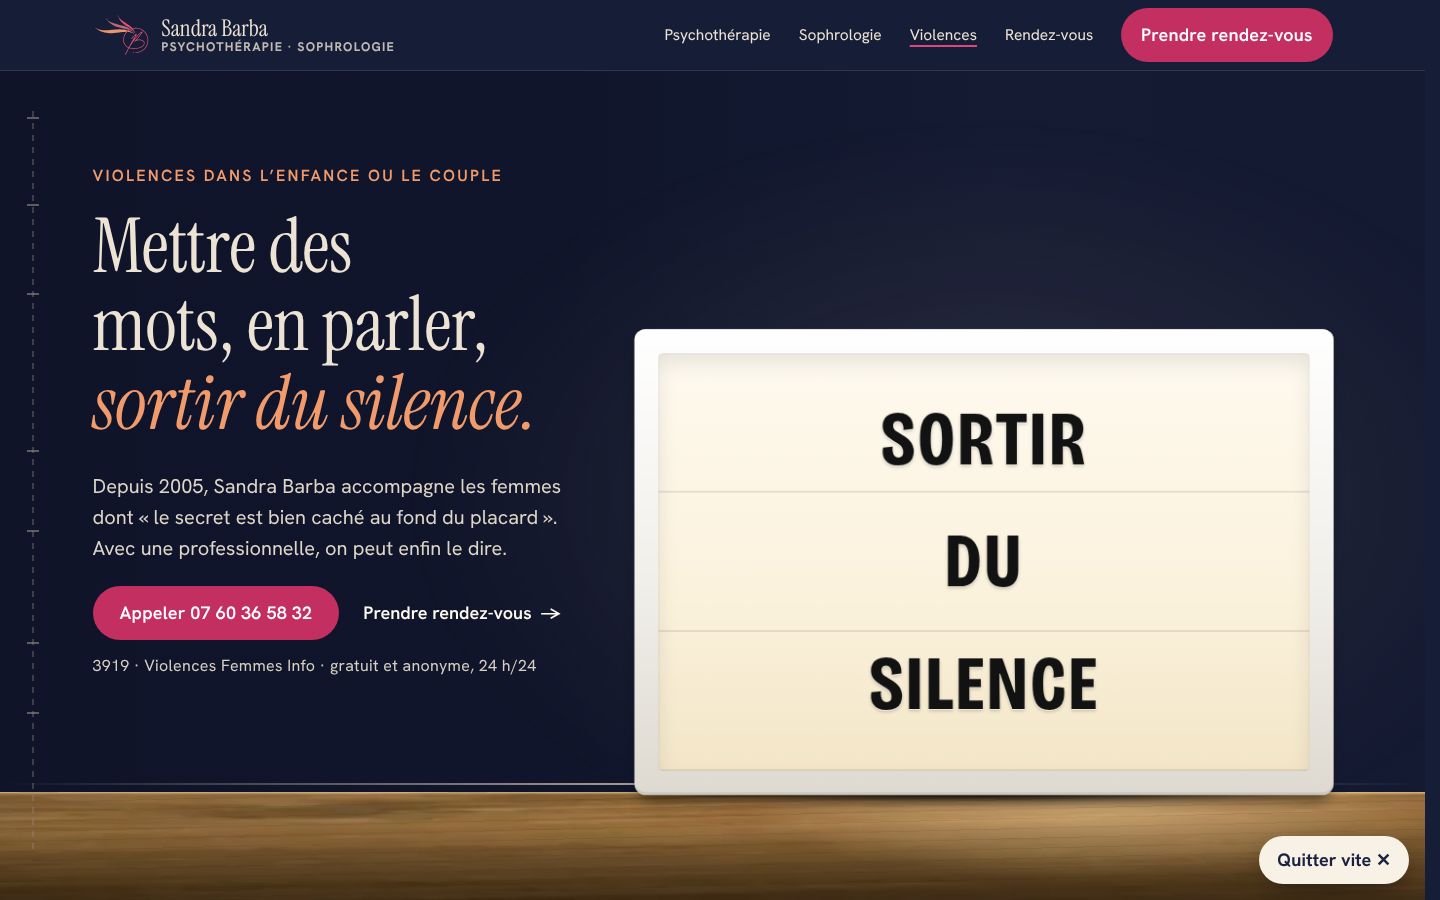 Sandra Barba
PSYCHOTHÉRAPIE · SOPHROLOGIE
Psychothérapie
Sophrologie
Violences
Rendez-vous
Prendre rendez-vous
VIOLENCES DANS L’ENFANCE OU LE COUPLE
Mettre des
mots, en parler,
sortir du silence.
Depuis 2005, Sandra Barba accompagne les femmes
dont « le secret est bien caché au fond du placard ».
Avec une professionnelle, on peut enfin le dire.
Appeler 07 60 36 58 32
Prendre rendez-vous →
3919 · Violences Femmes Info · gratuit et anonyme, 24 h/24
SORTIR
DU
SILENCE
Quitter vite ✕